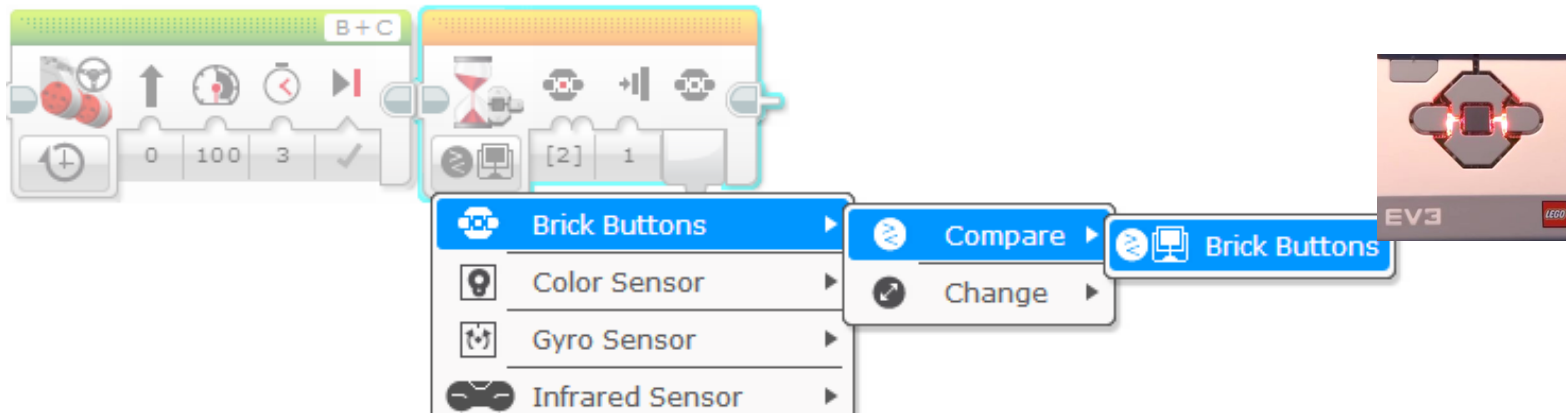 B + C
0 100 3
[2] 1
Brick Buttons
Compare
Brick Buttons
Color Sensor
Change
Gyro Sensor
Infrared Sensor
EV3
LEGO